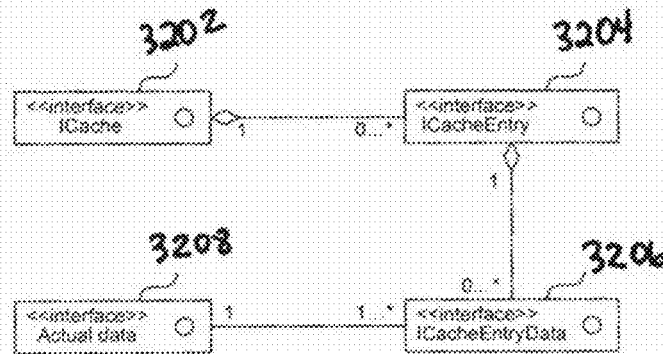 3202
3204
<<interface>>
ICache
1
0...*
<<interface>>
ICacheEntry
1
3208
3206
0...*
<<interface>>
Actual data
1
1...*
<<interface>>
ICacheEntryData